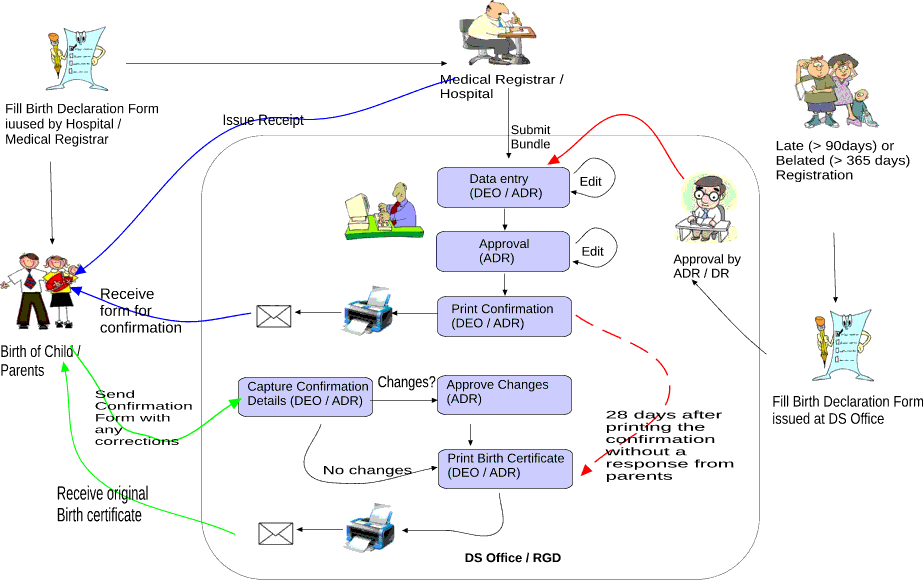 Fill Birth Declaration Form
iuused by Hospital /
Medical Registrar
Medical Registrar /
Hospital
Issue Receipt
Submit
Bundle
Late (> 90days) or
Belated (> 365 days)
Registration
Data entry
(DEO / ADR)
Edit
Approval
(ADR)
Edit
Approval by
ADR / DR
Print Confirmation
(DEO / ADR)
Receive
form for
confirmation
Birth of Child /
Parents
Fill Birth Declaration Form
issued at DS Office
Send
Confirmation
Form with
any
corrections
Capture Confirmation
Details (DEO / ADR)
Changes?
Approve Changes
(ADR)
28 days after
printing the
confirmation
without a
response from
parents
No changes
Print Birth Certificate
(DEO / ADR)
Receive original
Birth certificate
DS Office / RGD